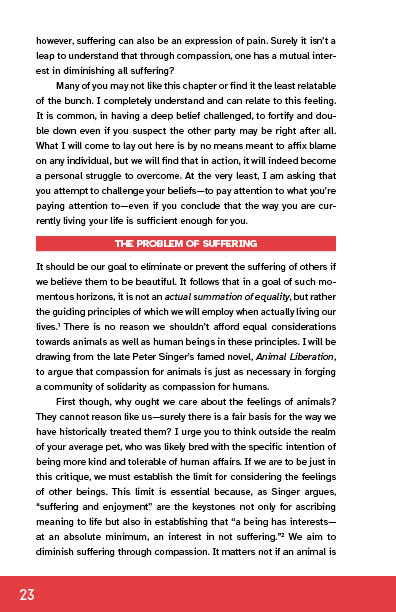 however, suffering can also be an expression of pain. Surely it isn’t a
leap to understand that through compassion, one has a mutual inter-
est in diminishing all suffering?
Many of you may not like this chapter or find it the least relatable
of the bunch. I completely understand and can relate to this feeling.
It is common, in having a deep belief challenged, to fortify and dou-
ble down even if you suspect the other party may be right after all.
What I will come to lay out here is by no means meant to affix blame
on any individual, but we will find that in action, it will indeed become
a personal struggle to overcome. At the very least, I am asking that
you attempt to challenge your beliefs—to pay attention to what you’re
paying attention to—even if you conclude that the way you are cur-
rently living your life is sufficient enough for you.
THE PROBLEM OF SUFFERING
It should be our goal to eliminate or prevent the suffering of others if
we believe them to be beautiful. It follows that in a goal of such mo-
mentous horizons, it is not an actual summation of equality, but rather
the guiding principles of which we will employ when actually living our
lives.¹ There is no reason we shouldn’t afford equal considerations
towards animals as well as human beings in these principles. I will be
drawing from the late Peter Singer’s famed novel, Animal Liberation,
to argue that compassion for animals is just as necessary in forging
a community of solidarity as compassion for humans.
First though, why ought we care about the feelings of animals?
They cannot reason like us—surely there is a fair basis for the way we
have historically treated them? I urge you to think outside the realm
of your average pet, who was likely bred with the specific intention of
being more kind and tolerable of human affairs. If we are to be just in
this critique, we must establish the limit for considering the feelings
of other beings. This limit is essential because, as Singer argues,
“suffering and enjoyment” are the keystones not only for ascribing
meaning to life but also in establishing that “a being has interests—
at an absolute minimum, an interest in not suffering.”² We aim to
diminish suffering through compassion. It matters not if an animal is
23